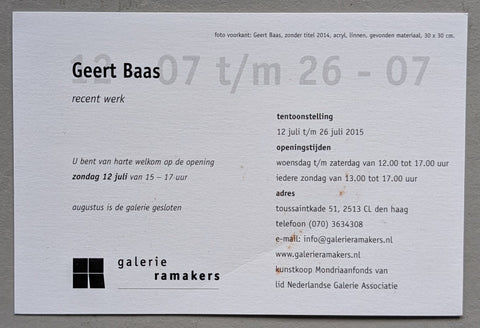 foto voorkant: Geert Baas, zonder titel 2014, acryl, linnen, gevonden materiaal, 30 x 30 cm.
12 - 07 t/m 26 - 07
Geert Baas
recent werk
U bent van harte welkom op de opening
zondag 12 juli van 15 – 17 uur
augustus is de galerie gesloten
galerie
ramakers
tentoonstelling
12 juli t/m 26 juli 2015
openingstijden
woensdag t/m zaterdag van 12.00 tot 17.00 uur
iedere zondag van 13.00 tot 17.00 uur
adres
toussaintkade 51, 2513 CL den haag
telefoon (070) 3634308
e-mail: info@galerieramakers.nl
www.galerieramakers.nl
kunstkoop Mondriaanfonds van
lid Nederlandse Galerie Associatie